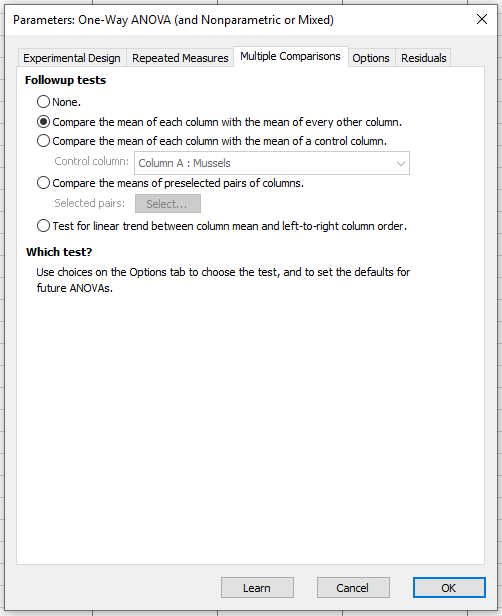 Parameters: One-Way ANOVA (and Nonparametric or Mixed)
Experimental Design Repeated Measures Multiple Comparisons Options Residuals
Followup tests
None.
Compare the mean of each column with the mean of every other column.
Compare the mean of each column with the mean of a control column.
Control column: Column A : Mussels
Compare the means of preselected pairs of columns.
Selected pairs: Select...
Test for linear trend between column mean and left-to-right column order.
Which test?
Use choices on the Options tab to choose the test, and to set the defaults for
future ANOVAs.
Learn Cancel OK